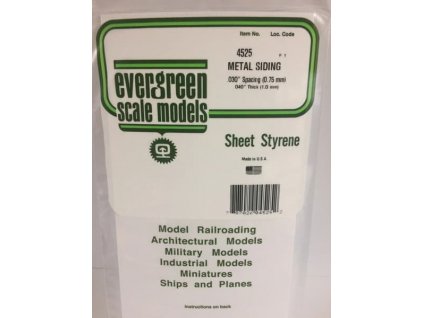 Item No. Loc. Code
4525 P 1
METAL SIDING
.030" Spacing (0.75 mm)
.040" Thick (1.0 mm)
evergreen
scale models
Sheet Styrene
Made in U S A
Model Railroading
Architectural Models
Military Models
Industrial Models
Miniatures
Ships and Planes
Instructions on back